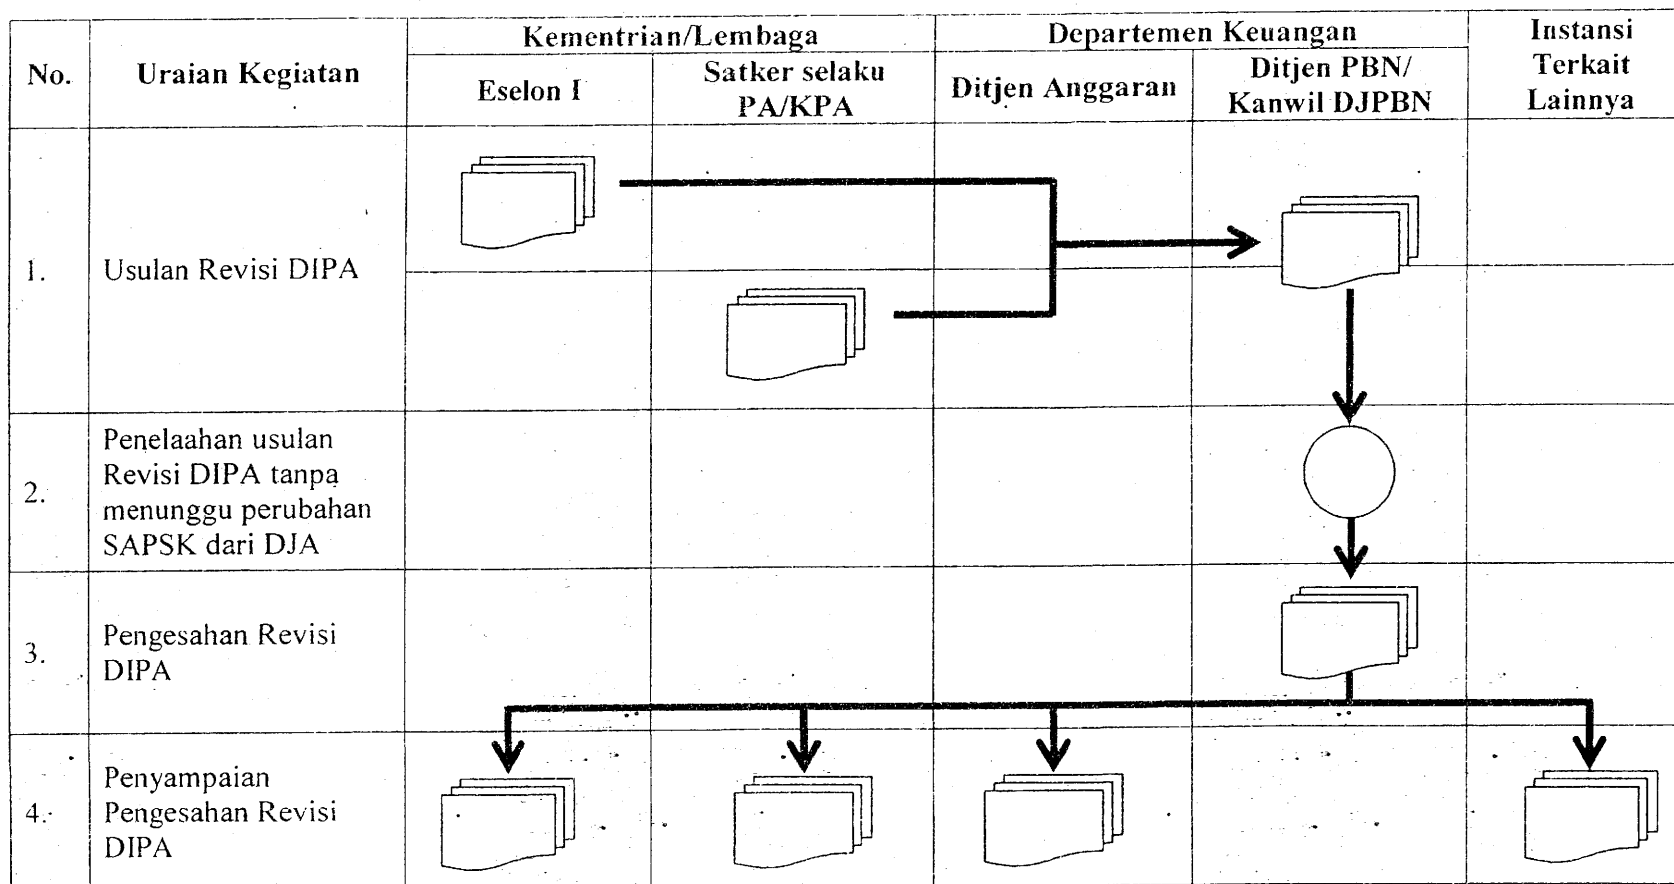 No.
Uraian Kegiatan
Kementrian/Lembaga
Departemen Keuangan
Instansi
Terkait
Lainnya
Eselon I
Satker selaku
PA/KPA
Ditjen Anggaran
Ditjen PBN/
Kanwil DJPBN
1.
Usulan Revisi DIPA
2.
Penelaahan usulan
Revisi DIPA tanpa
menunggu perubahan
SAPSK dari DJA
3.
Pengesahan Revisi
DIPA
4.
Penyampaian
Pengesahan Revisi
DIPA